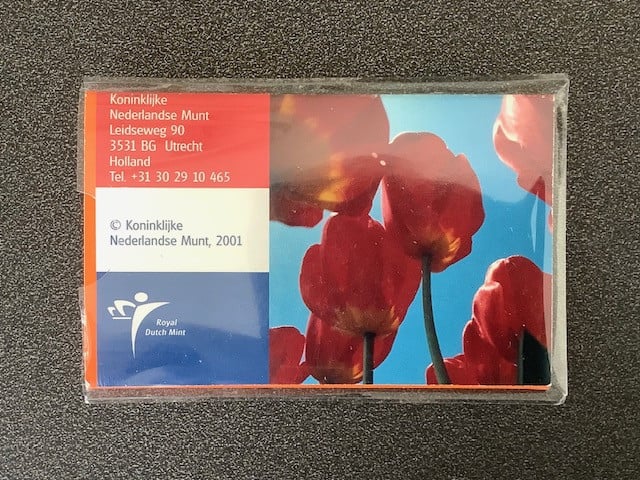 Koninklijke
Nederlandse Munt
Leidseweg 90
3531 BG Utrecht
Holland
Tel. +31 30 29 10 465
© Koninklijke
Nederlandse Munt, 2001
Royal
Dutch Mint